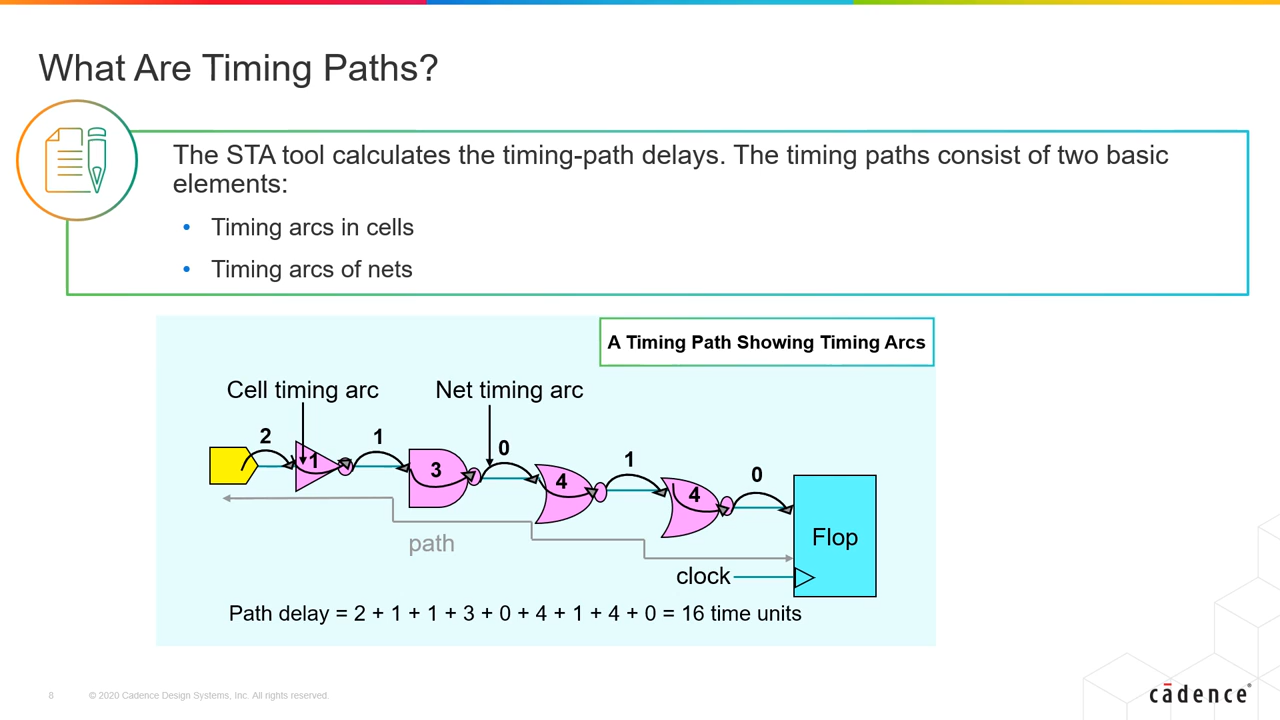 What Are Timing Paths?
The STA tool calculates the timing-path delays. The timing paths consist of two basic
elements:
• Timing arcs in cells
• Timing arcs of nets
A Timing Path Showing Timing Arcs
Cell timing arc
Net timing arc
2
1
1
3
0
4
1
4
0
Flop
path
clock
Path delay = 2 + 1 + 1 + 3 + 0 + 4 + 1 + 4 + 0 = 16 time units
8
© 2020 Cadence Design Systems, Inc. All rights reserved.
cādence®